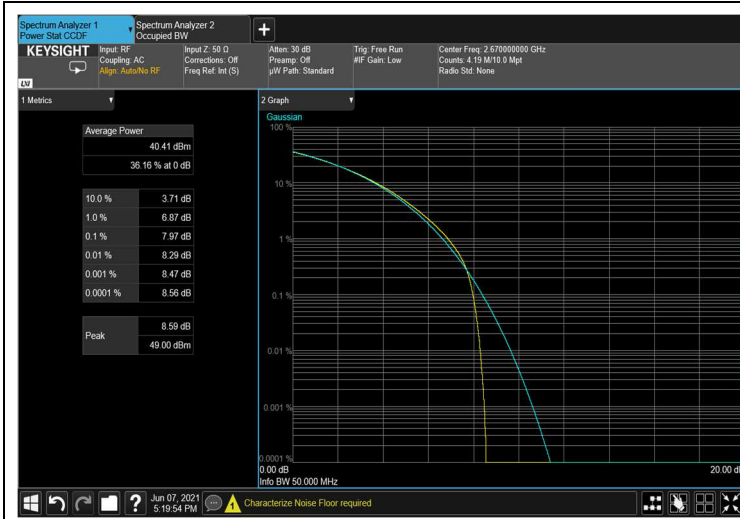 Spectrum Analyzer 1
Power Stat CCDF
Spectrum Analyzer 2
Occupied BW
KEYSIGHT
LXI
Input: RF
Coupling: AC
Align: Auto/No RF
Input Z: 50 Ω
Corrections: Off
Freq Ref: Int (S)
Atten: 30 dB
Preamp: Off
µW Path: Standard
Trig: Free Run
#IF Gain: Low
Center Freq: 2.670000000 GHz
Counts: 4.19 M/10.0 Mpt
Radio Std: None
1 Metrics
Average Power
40.41 dBm
36.16 % at 0 dB
10.0 % 3.71 dB
1.0 % 6.87 dB
0.1 % 7.97 dB
0.01 % 8.29 dB
0.001 % 8.47 dB
0.0001 % 8.56 dB
Peak
8.59 dB
49.00 dBm
2 Graph
Gaussian
100 %
10 %
1 %
0.1 %
0.01 %
0.001 %
0.0001 %
0.00 dB
20.00 dB
Info BW 50.000 MHz
?
Jun 07, 2021
5:19:54 PM
1
Characterize Noise Floor required